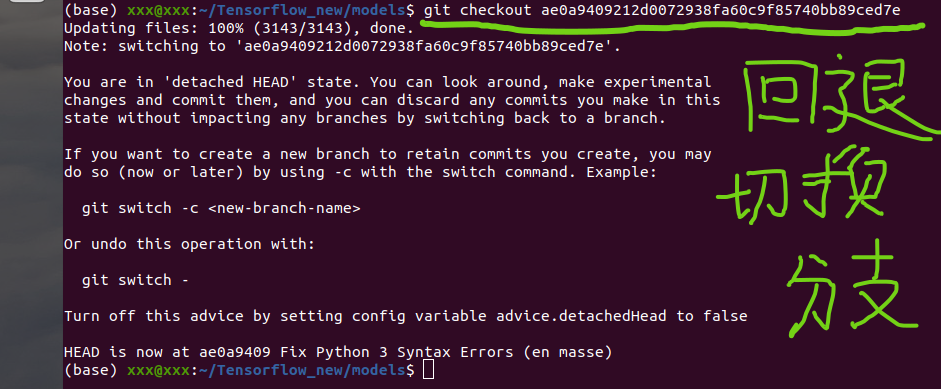 (base) xxx@xxx:~/Tensorflow_new/models$ git checkout ae0a9409212d0072938fa60c9f85740bb89ced7e
Updating files: 100% (3143/3143), done.
Note: switching to 'ae0a9409212d0072938fa60c9f85740bb89ced7e'.
You are in 'detached HEAD' state. You can look around, make experimental
changes and commit them, and you can discard any commits you make in this
state without impacting any branches by switching back to a branch.
If you want to create a new branch to retain commits you create, you may
do so (now or later) by using -c with the switch command. Example:
git switch -c <new-branch-name>
Or undo this operation with:
git switch -
Turn off this advice by setting config variable advice.detachedHead to false
HEAD is now at ae0a9409 Fix Python 3 Syntax Errors (en masse)
(base) xxx@xxx:~/Tensorflow_new/models$
回退
切换
分支